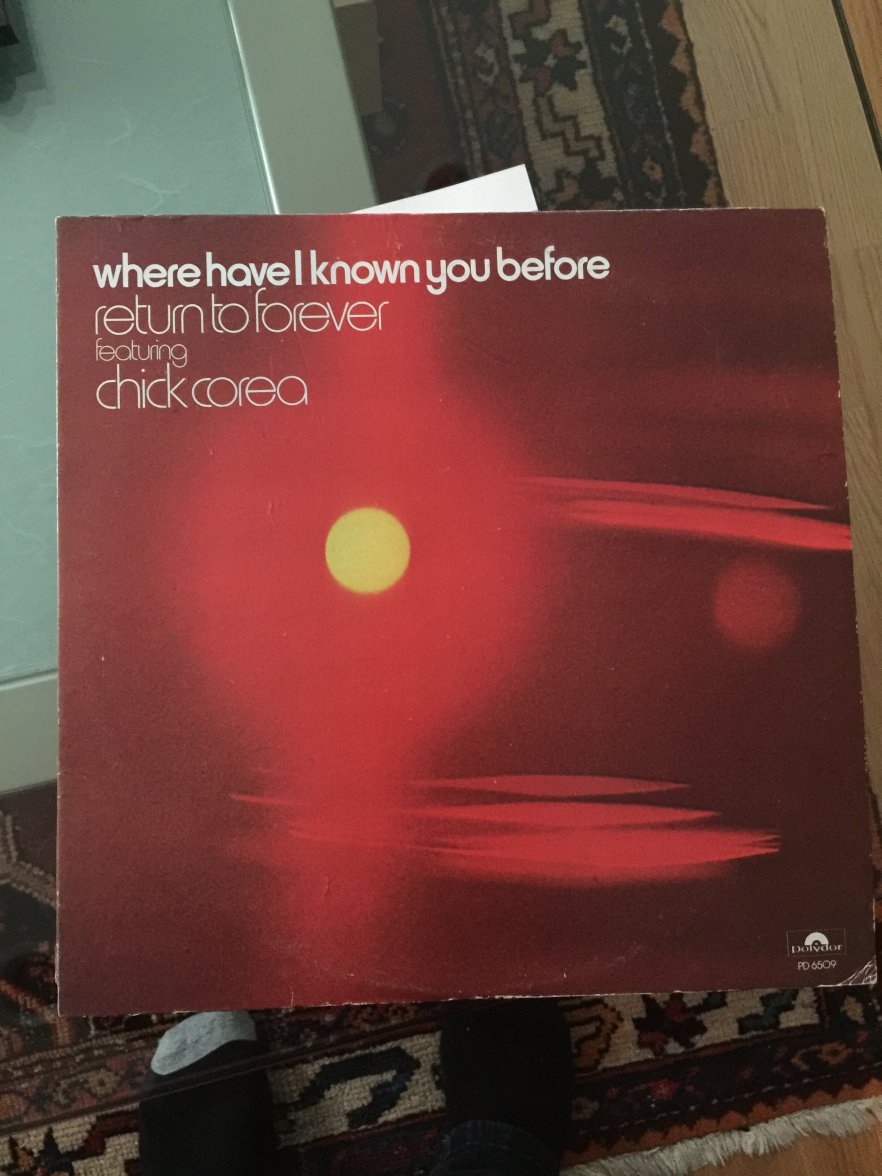 where have I known you before
return to forever
featuring
chick corea
polydor
PD 6509